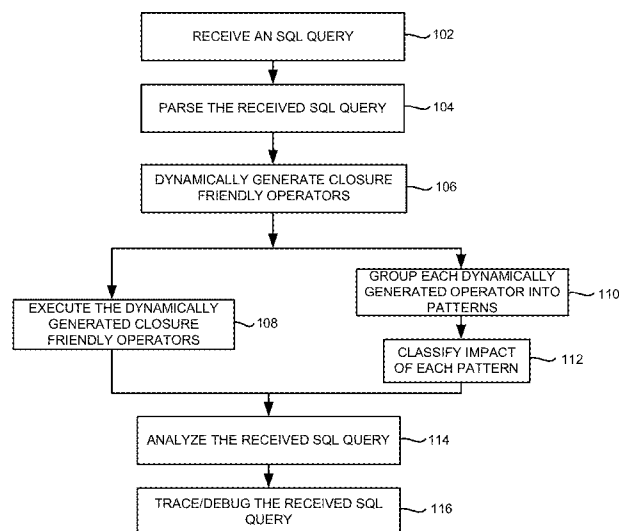 RECEIVE AN SQL QUERY
102
PARSE THE RECEIVED SQL QUERY
104
DYNAMICALLY GENERATE CLOSURE
FRIENDLY OPERATORS
106
GROUP EACH DYNAMICALLY
GENERATED OPERATOR INTO
PATTERNS
110
EXECUTE THE DYNAMICALLY
GENERATED CLOSURE
FRIENDLY OPERATORS
108
CLASSIFY IMPACT
OF EACH PATTERN
112
ANALYZE THE RECEIVED SQL QUERY
114
TRACE/DEBUG THE RECEIVED SQL
QUERY
116